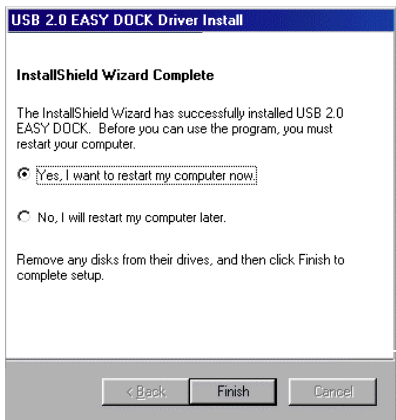 USB 2.0 EASY DOCK Driver Install
InstallShield Wizard Complete
The InstallShield Wizard has successfully installed USB 2.0
EASY DOCK. Before you can use the program, you must
restart your computer.
Yes, I want to restart my computer now.
No, I will restart my computer later.
Remove any disks from their drives, and then click Finish to
complete setup.
< Back Finish Cancel